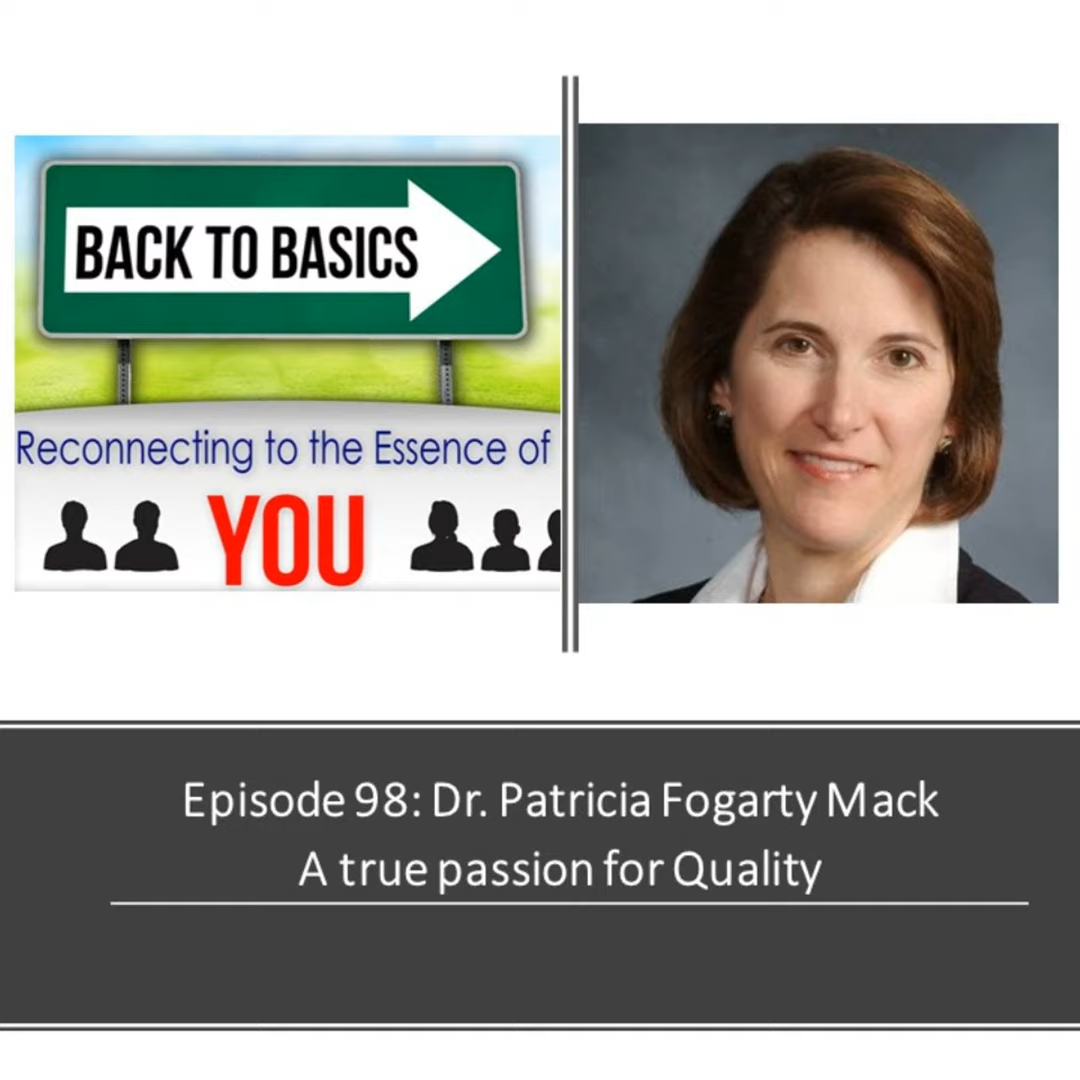 BACK TO BASICS
Reconnecting to the Essence of
YOU
Episode 98: Dr. Patricia Fogarty Mack
A true passion for Quality